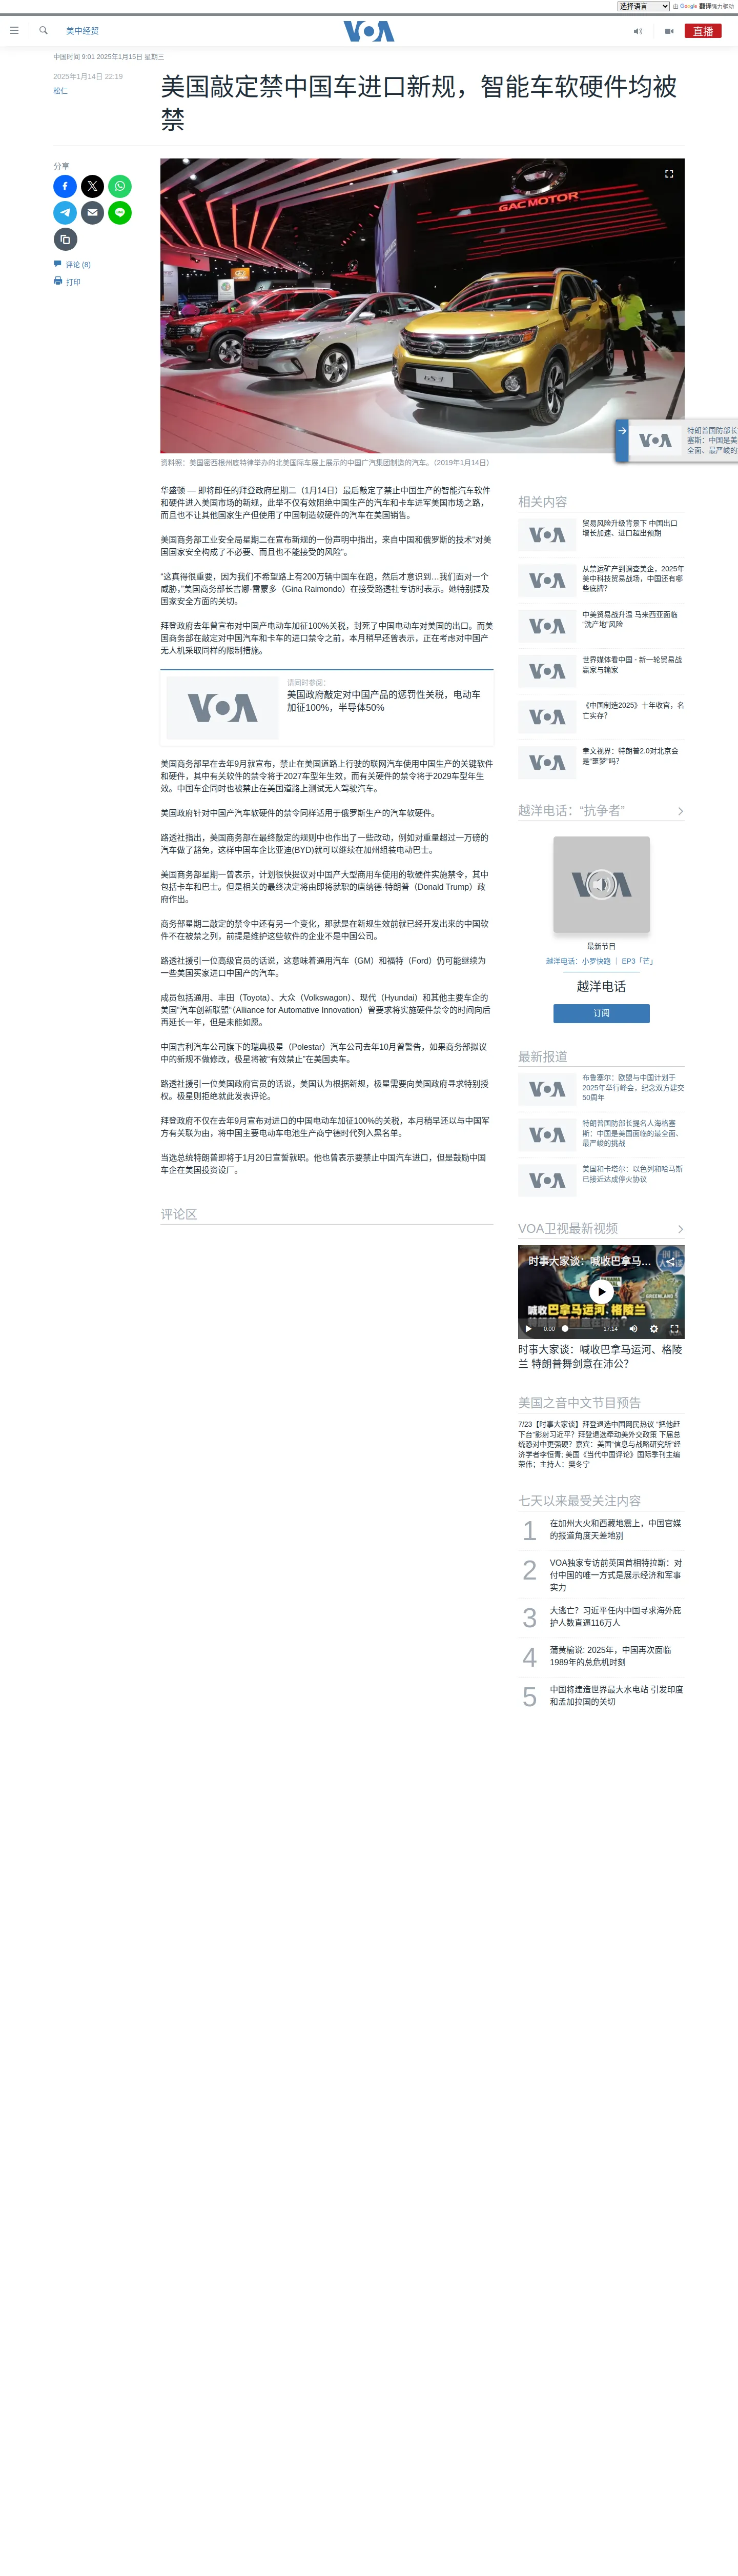 选择语言
由 Google 翻译强力驱动
美中经贸
VOA
直播
中国时间 9:01 2025年1月15日 星期三
2025年1月14日 22:19
松仁
美国敲定禁中国车进口新规，智能车软硬件均被
禁
分享
评论 (8)
打印
GAC MOTOR
资料照：美国密西根州底特律举办的北美国际车展上展示的中国广汽集团制造的汽车。（2019年1月14日）
华盛顿 — 即将卸任的拜登政府星期二（1月14日）最后敲定了禁止中国生产的智能汽车软件
和硬件进入美国市场的新规，此举不仅有效阻绝中国生产的汽车和卡车进军美国市场之路，
而且也不让其他国家生产但使用了中国制造软硬件的汽车在美国销售。
美国商务部工业安全局星期二在宣布新规的一份声明中指出，来自中国和俄罗斯的技术“对美
国国家安全构成了不必要、而且也不能接受的风险”。
“这真得很重要，因为我们不希望路上有200万辆中国车在跑，然后才意识到…我们面对一个
威胁，”美国商务部长吉娜·雷蒙多（Gina Raimondo）在接受路透社专访时表示。她特别提及
国家安全方面的关切。
拜登政府去年曾宣布对中国产电动车加征100%关税，封死了中国电动车对美国的出口。而美
国商务部在敲定对中国汽车和卡车的进口禁令之前，本月稍早还曾表示，正在考虑对中国产
无人机采取同样的限制措施。
VOA
请同时参阅：
美国政府敲定对中国产品的惩罚性关税，电动车
加征100%，半导体50%
美国商务部早在去年9月就宣布，禁止在美国道路上行驶的联网汽车使用中国生产的关键软件
和硬件，其中有关软件的禁令将于2027车型年生效，而有关硬件的禁令将于2029车型年生
效。中国车企同时也被禁止在美国道路上测试无人驾驶汽车。
美国政府针对中国产汽车软硬件的禁令同样适用于俄罗斯生产的汽车软硬件。
路透社指出，美国商务部在最终敲定的规则中也作出了一些改动，例如对重量超过一万磅的
汽车做了豁免，这样中国车企比亚迪(BYD)就可以继续在加州组装电动巴士。
美国商务部星期一曾表示，计划很快提议对中国产大型商用车使用的软硬件实施禁令，其中
包括卡车和巴士。但是相关的最终决定将由即将就职的唐纳德·特朗普（Donald Trump）政
府作出。
商务部星期二敲定的禁令中还有另一个变化，那就是在新规生效前就已经开发出来的中国软
件不在被禁之列，前提是维护这些软件的企业不是中国公司。
路透社援引一位高级官员的话说，这意味着通用汽车（GM）和福特（Ford）仍可能继续为
一些美国买家进口中国产的汽车。
成员包括通用、丰田（Toyota）、大众（Volkswagon）、现代（Hyundai）和其他主要车企的
美国“汽车创新联盟”（Alliance for Automative Innovation）曾要求将实施硬件禁令的时间向后
再延长一年，但是未能如愿。
中国吉利汽车公司旗下的瑞典极星（Polestar）汽车公司去年10月曾警告，如果商务部拟议
中的新规不做修改，极星将被“有效禁止”在美国卖车。
路透社援引一位美国政府官员的话说，美国认为根据新规，极星需要向美国政府寻求特别授
权。极星则拒绝就此发表评论。
拜登政府不仅在去年9月宣布对进口的中国电动车加征100%的关税，本月稍早还以与中国军
方有关联为由，将中国主要电动车电池生产商宁德时代列入黑名单。
当选总统特朗普即将于1月20日宣誓就职。他也曾表示要禁止中国汽车进口，但是鼓励中国
车企在美国投资设厂。
评论区
VOA
特朗普国防部长
塞斯：中国是美
全面、最严峻的
相关内容
VOA
贸易风险升级背景下 中国出口
增长加速、进口超出预期
VOA
从禁运矿产到调查美企，2025年
美中科技贸易战场，中国还有哪
些底牌？
VOA
中美贸易战升温 马来西亚面临
“洗产地”风险
VOA
世界媒体看中国 - 新一轮贸易战
赢家与输家
VOA
《中国制造2025》十年收官，名
亡实存？
VOA
聿文视界：特朗普2.0对北京会
是“噩梦”吗？
越洋电话：“抗争者”
VOA
最新节目
越洋电话：小罗快跑 ｜ EP3「芒」
越洋电话
订阅
最新报道
VOA
布鲁塞尔：欧盟与中国计划于
2025年举行峰会，纪念双方建交
50周年
VOA
特朗普国防部长提名人海格塞
斯：中国是美国面临的最全面、
最严峻的挑战
VOA
美国和卡塔尔：以色列和哈马斯
已接近达成停火协议
VOA卫视最新视频
时事大家谈：喊收巴拿马...
GREENLAND
喊收巴拿马运河、格陵兰
0:00
17:14
时事大家谈：喊收巴拿马运河、格陵
兰 特朗普舞剑意在沛公？
美国之音中文节目预告
7/23【时事大家谈】拜登退选中国网民热议 “把他赶
下台”影射习近平？拜登退选牵动美外交政策 下届总
统恐对中更强硬？嘉宾：美国“信息与战略研究所”经
济学者李恒青; 美国《当代中国评论》国际季刊主编
荣伟；主持人：樊冬宁
七天以来最受关注内容
1
在加州大火和西藏地震上，中国官媒
的报道角度天差地别
2
VOA独家专访前英国首相特拉斯：对
付中国的唯一方式是展示经济和军事
实力
3
大逃亡？习近平任内中国寻求海外庇
护人数直逼116万人
4
蒲黄榆说: 2025年，中国再次面临
1989年的总危机时刻
5
中国将建造世界最大水电站 引发印度
和孟加拉国的关切